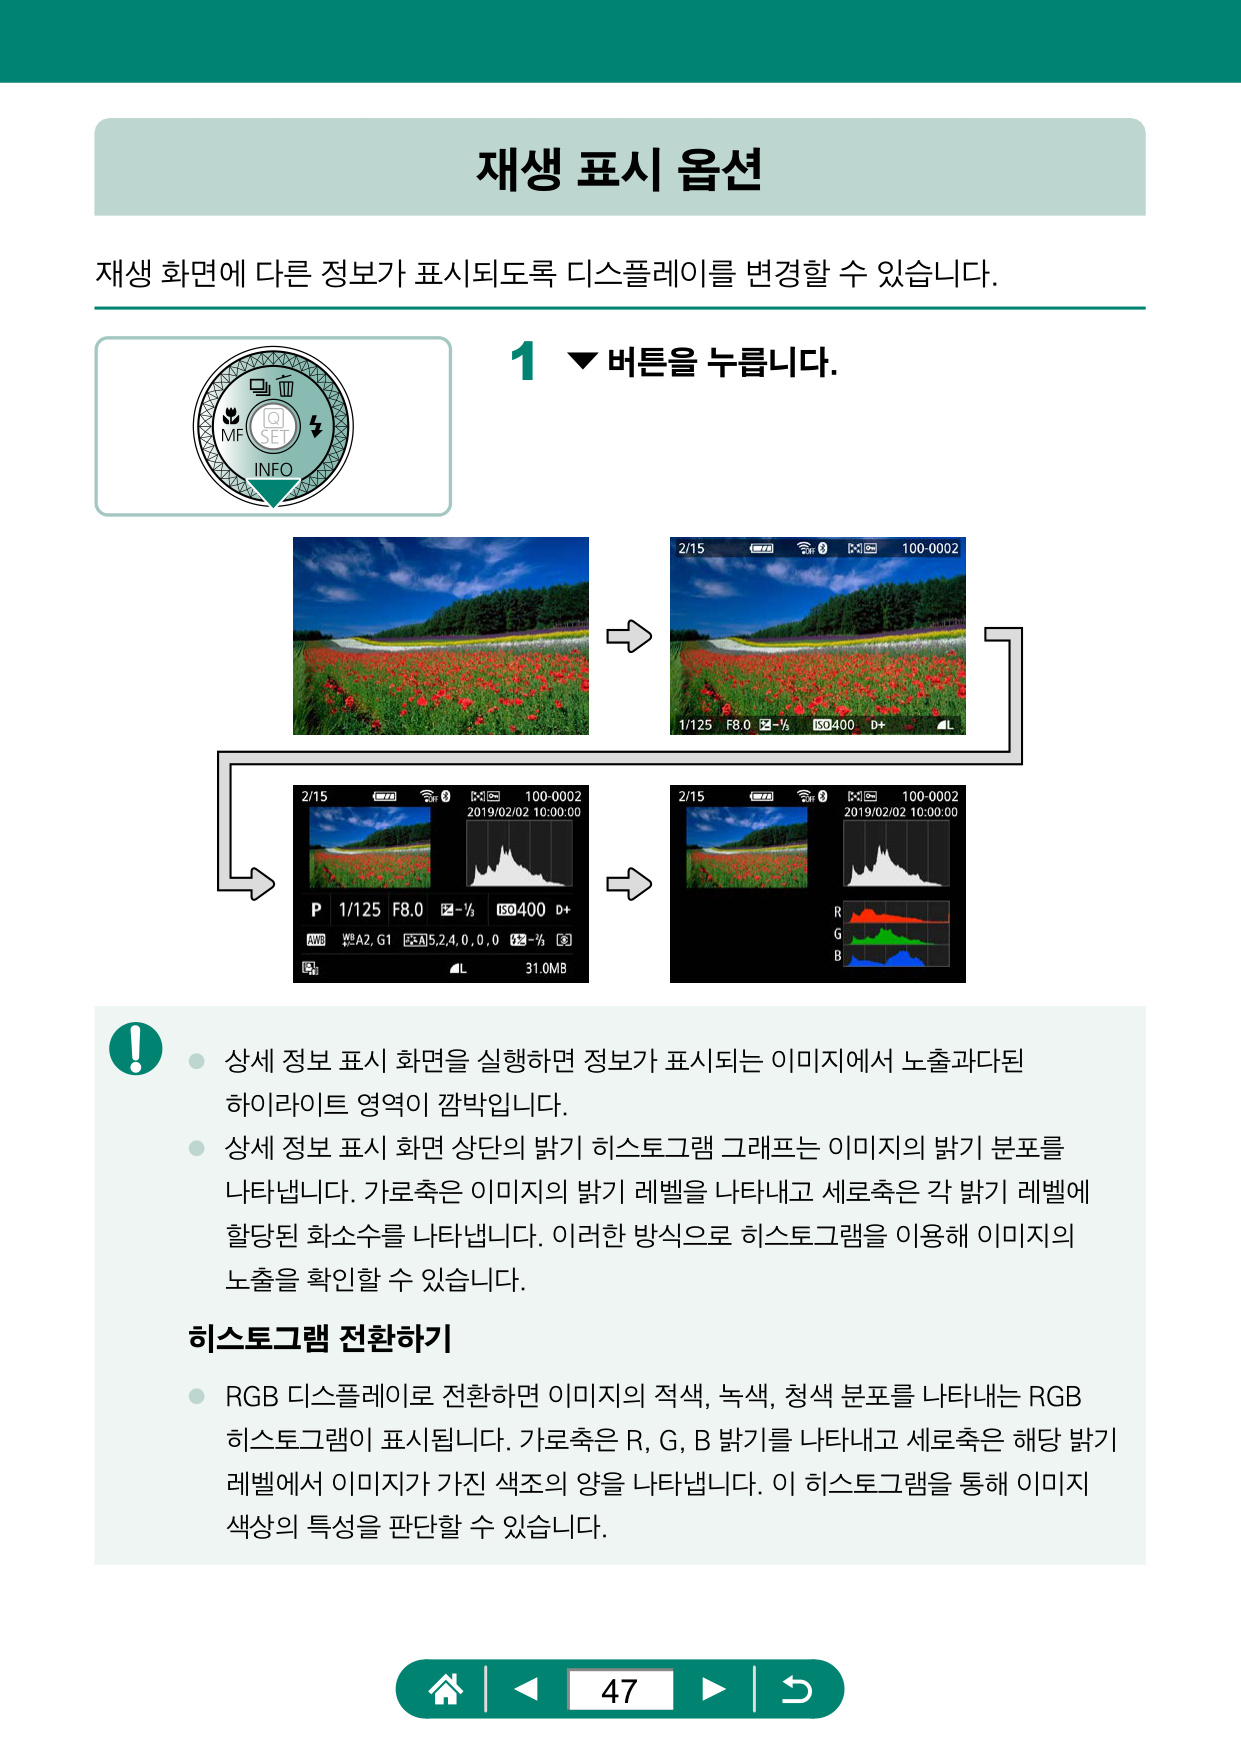 재생 표시 옵션
재생 화면에 다른 정보가 표시되도록 디스플레이를 변경할 수 있습니다.
MF
Q
SET
INFO
1 ▼ 버튼을 누릅니다.
2/15 OFF 100-0002
1/125 F8.0 -⅓ ISO400 D+ L
2/15 OFF 100-0002
2019/02/02 10:00:00
P 1/125 F8.0 -⅓ ISO400 D+
AWB WB A2, G1 A 5,2,4,0,0,0 -⅔
L 31.0MB
2/15 OFF 100-0002
2019/02/02 10:00:00
R
G
B
● 상세 정보 표시 화면을 실행하면 정보가 표시되는 이미지에서 노출과다된
하이라이트 영역이 깜박입니다.
● 상세 정보 표시 화면 상단의 밝기 히스토그램 그래프는 이미지의 밝기 분포를
나타냅니다. 가로축은 이미지의 밝기 레벨을 나타내고 세로축은 각 밝기 레벨에
할당된 화소수를 나타냅니다. 이러한 방식으로 히스토그램을 이용해 이미지의
노출을 확인할 수 있습니다.
히스토그램 전환하기
● RGB 디스플레이로 전환하면 이미지의 적색, 녹색, 청색 분포를 나타내는 RGB
히스토그램이 표시됩니다. 가로축은 R, G, B 밝기를 나타내고 세로축은 해당 밝기
레벨에서 이미지가 가진 색조의 양을 나타냅니다. 이 히스토그램을 통해 이미지
색상의 특성을 판단할 수 있습니다.
47